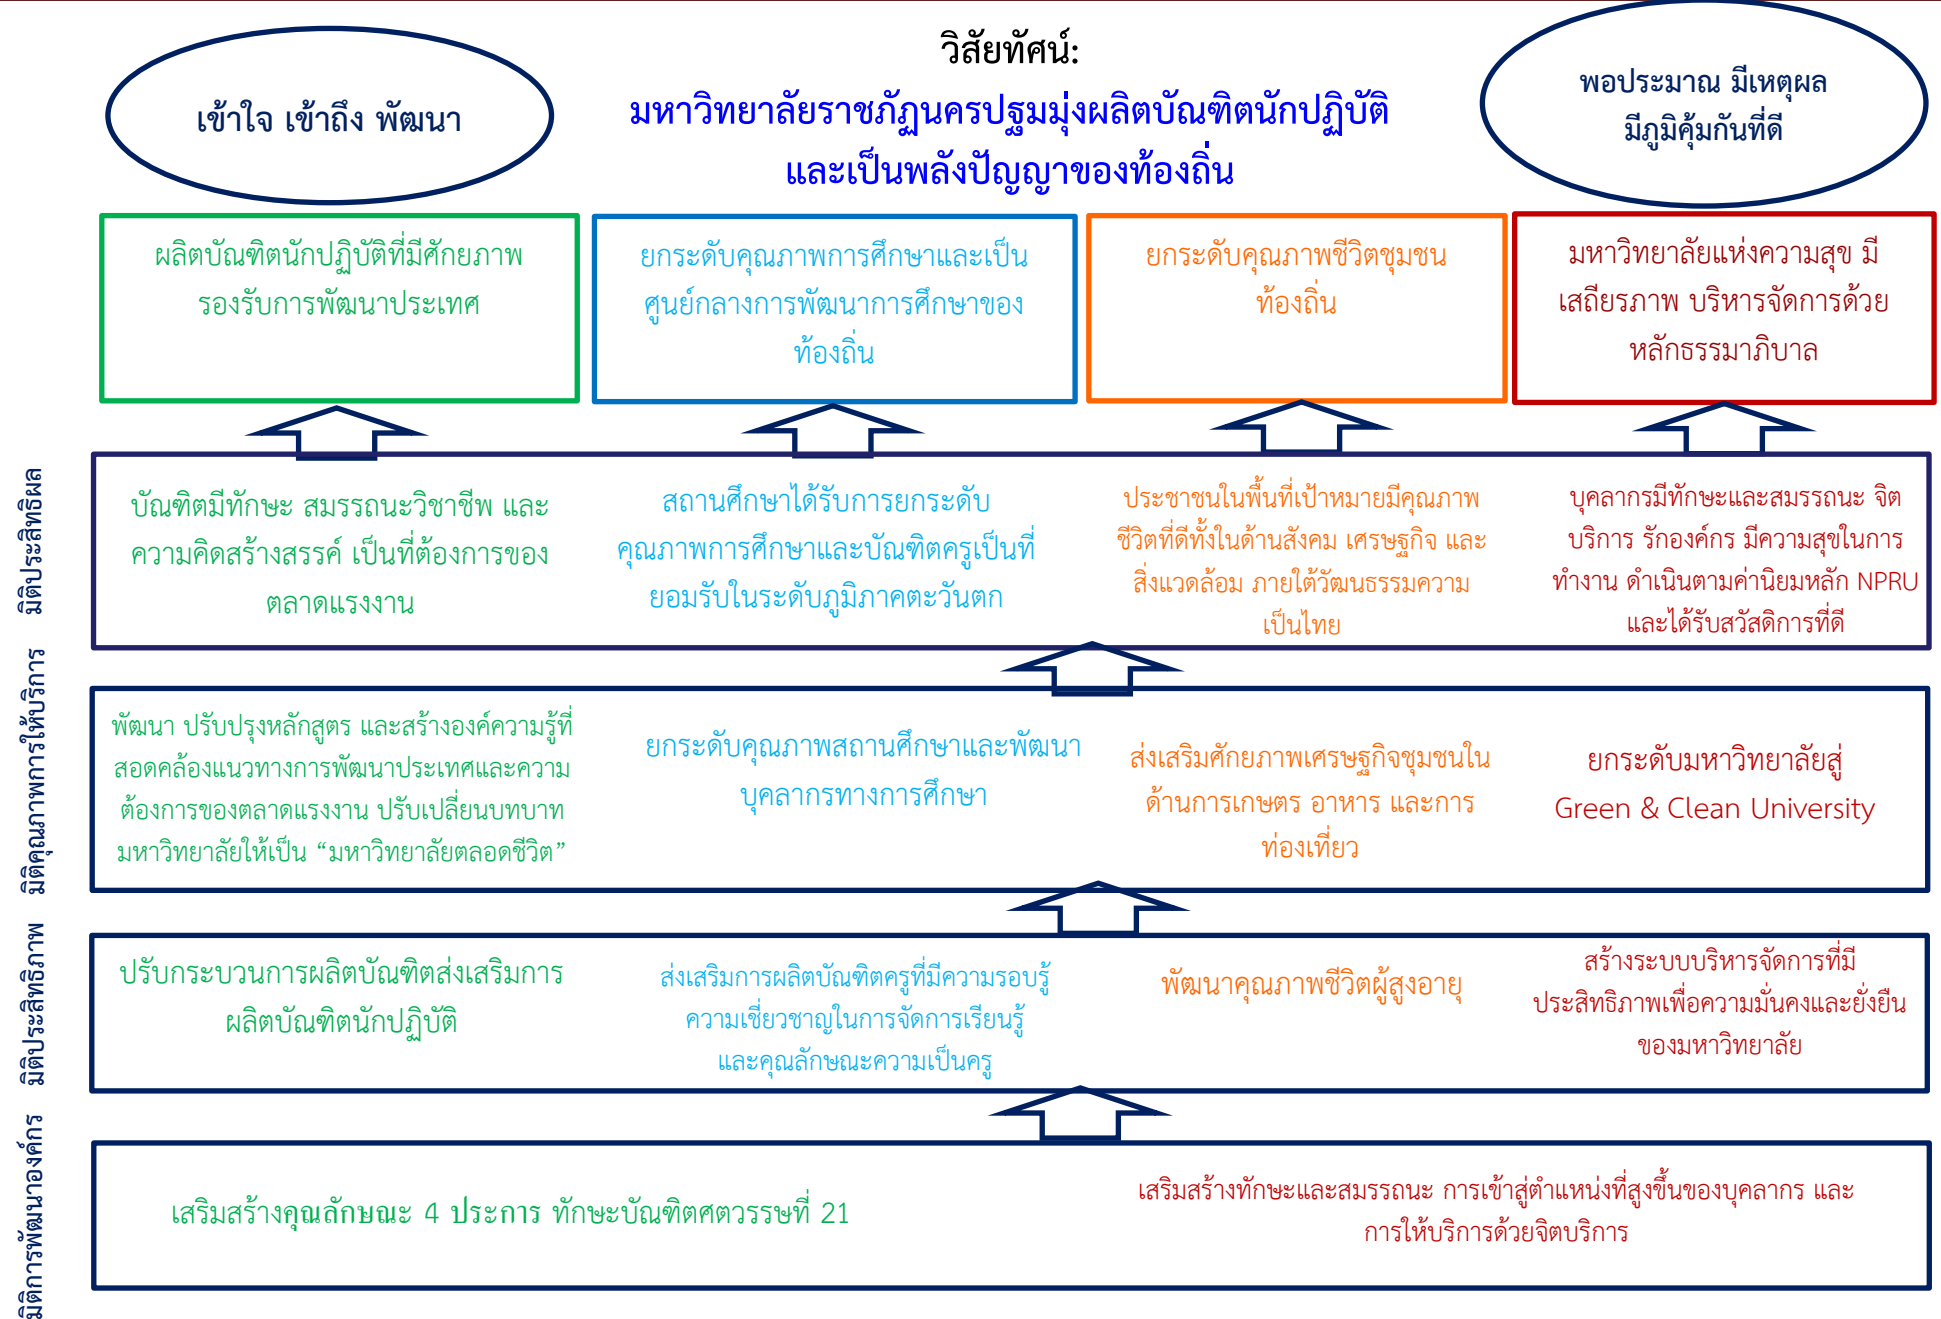 วิสัยทัศน์:
มหาวิทยาลัยราชภัฏนครปฐมมุ่งผลิตบัณฑิตนักปฏิบัติ
และเป็นพลังปัญญาของท้องถิ่น
เข้าใจ เข้าถึง พัฒนา
พอประมาณ มีเหตุผล
มีภูมิคุ้มกันที่ดี
ผลิตบัณฑิตนักปฏิบัติที่มีศักยภาพ
รองรับการพัฒนาประเทศ
ยกระดับคุณภาพการศึกษาและเป็น
ศูนย์กลางการพัฒนาการศึกษาของ
ท้องถิ่น
ยกระดับคุณภาพชีวิตชุมชน
ท้องถิ่น
มหาวิทยาลัยแห่งความสุข มี
เสถียรภาพ บริหารจัดการด้วย
หลักธรรมาภิบาล
มิติประสิทธิผล
บัณฑิตมีทักษะ สมรรถนะวิชาชีพ และ
ความคิดสร้างสรรค์ เป็นที่ต้องการของ
ตลาดแรงงาน
สถานศึกษาได้รับการยกระดับ
คุณภาพการศึกษาและบัณฑิตครูเป็นที่
ยอมรับในระดับภูมิภาคตะวันตก
ประชาชนในพื้นที่เป้าหมายมีคุณภาพ
ชีวิตที่ดีทั้งในด้านสังคม เศรษฐกิจ และ
สิ่งแวดล้อม ภายใต้วัฒนธรรมความ
เป็นไทย
บุคลากรมีทักษะและสมรรถนะ จิต
บริการ รักองค์กร มีความสุขในการ
ทำงาน ดำเนินตามค่านิยมหลัก NPRU
และได้รับสวัสดิการที่ดี
มิติคุณภาพการให้บริการ
พัฒนา ปรับปรุงหลักสูตร และสร้างองค์ความรู้ที่
สอดคล้องแนวทางการพัฒนาประเทศและความ
ต้องการของตลาดแรงงาน ปรับเปลี่ยนบทบาท
มหาวิทยาลัยให้เป็น “มหาวิทยาลัยตลอดชีวิต”
ยกระดับคุณภาพสถานศึกษาและพัฒนา
บุคลากรทางการศึกษา
ส่งเสริมศักยภาพเศรษฐกิจชุมชนใน
ด้านการเกษตร อาหาร และการ
ท่องเที่ยว
ยกระดับมหาวิทยาลัยสู่
Green & Clean University
มิติประสิทธิภาพ
ปรับกระบวนการผลิตบัณฑิตส่งเสริมการ
ผลิตบัณฑิตนักปฏิบัติ
ส่งเสริมการผลิตบัณฑิตครูที่มีความรอบรู้
ความเชี่ยวชาญในการจัดการเรียนรู้
และคุณลักษณะความเป็นครู
พัฒนาคุณภาพชีวิตผู้สูงอายุ
สร้างระบบบริหารจัดการที่มี
ประสิทธิภาพเพื่อความมั่นคงและยั่งยืน
ของมหาวิทยาลัย
มิติการพัฒนาองค์กร
เสริมสร้างคุณลักษณะ 4 ประการ ทักษะบัณฑิตศตวรรษที่ 21
เสริมสร้างทักษะและสมรรถนะ การเข้าสู่ตำแหน่งที่สูงขึ้นของบุคลากร และ
การให้บริการด้วยจิตบริการ